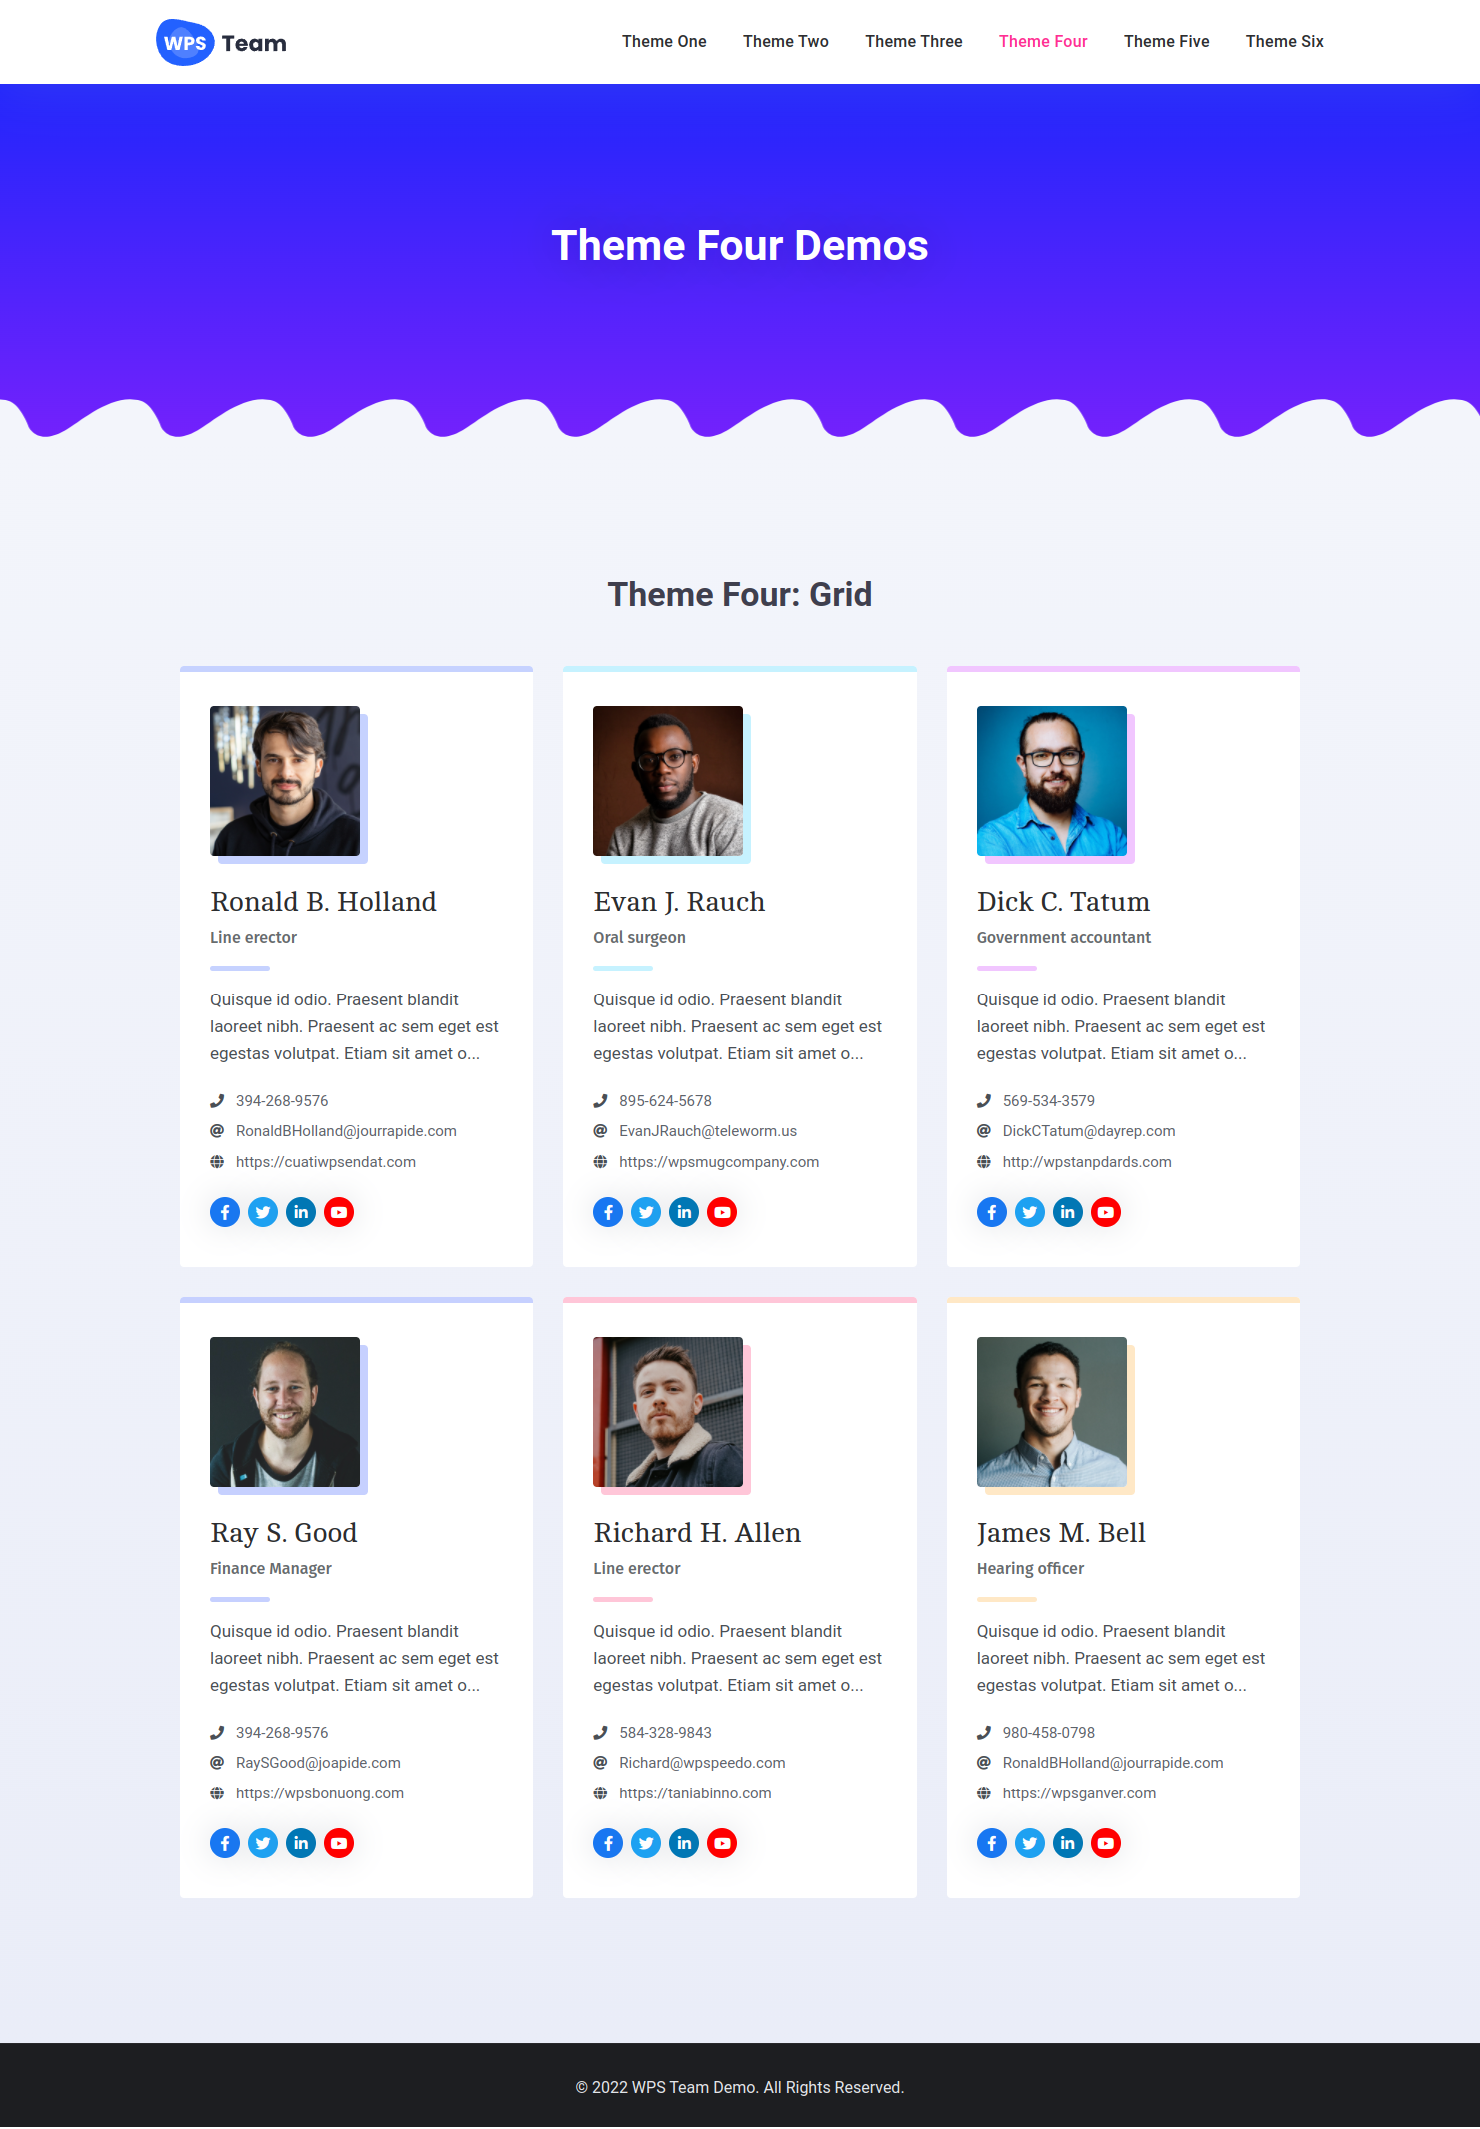 WPS Team
Theme One
Theme Two
Theme Three
Theme Four
Theme Five
Theme Six
Theme Four Demos
Theme Four: Grid
Ronald B. Holland
Line erector
Quisque id odio. Praesent blandit
laoreet nibh. Praesent ac sem eget est
egestas volutpat. Etiam sit amet o...
394-268-9576
RonaldBHolland@jourrapide.com
https://cuatiwpsendat.com
Evan J. Rauch
Oral surgeon
Quisque id odio. Praesent blandit
laoreet nibh. Praesent ac sem eget est
egestas volutpat. Etiam sit amet o...
895-624-5678
EvanJRauch@teleworm.us
https://wpsmugcompany.com
Dick C. Tatum
Government accountant
Quisque id odio. Praesent blandit
laoreet nibh. Praesent ac sem eget est
egestas volutpat. Etiam sit amet o...
569-534-3579
DickCTatum@dayrep.com
http://wpstanpdards.com
Ray S. Good
Finance Manager
Quisque id odio. Praesent blandit
laoreet nibh. Praesent ac sem eget est
egestas volutpat. Etiam sit amet o...
394-268-9576
RaySGood@joapide.com
https://wpsbonuong.com
Richard H. Allen
Line erector
Quisque id odio. Praesent blandit
laoreet nibh. Praesent ac sem eget est
egestas volutpat. Etiam sit amet o...
584-328-9843
Richard@wpspeedo.com
https://taniabinno.com
James M. Bell
Hearing officer
Quisque id odio. Praesent blandit
laoreet nibh. Praesent ac sem eget est
egestas volutpat. Etiam sit amet o...
980-458-0798
RonaldBHolland@jourrapide.com
https://wpsganver.com
© 2022 WPS Team Demo. All Rights Reserved.